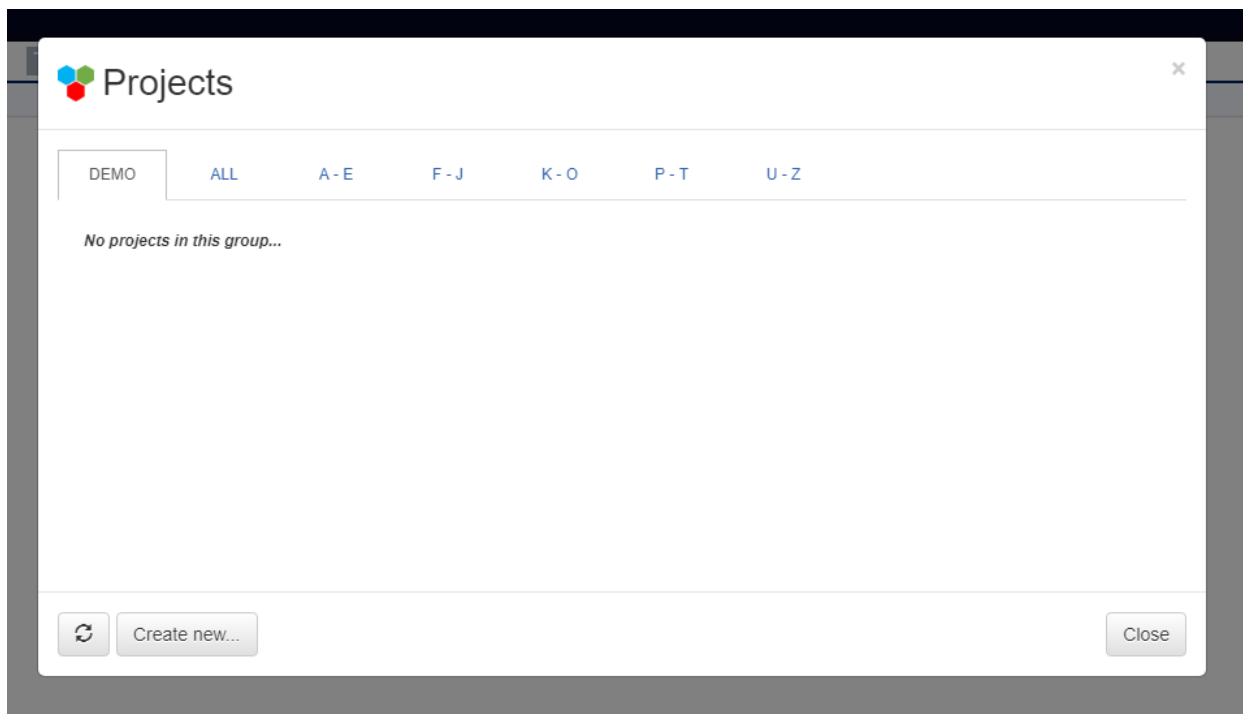 Projects
×
DEMO ALL A - E F - J K - O P - T U - Z
No projects in this group...
Create new... Close